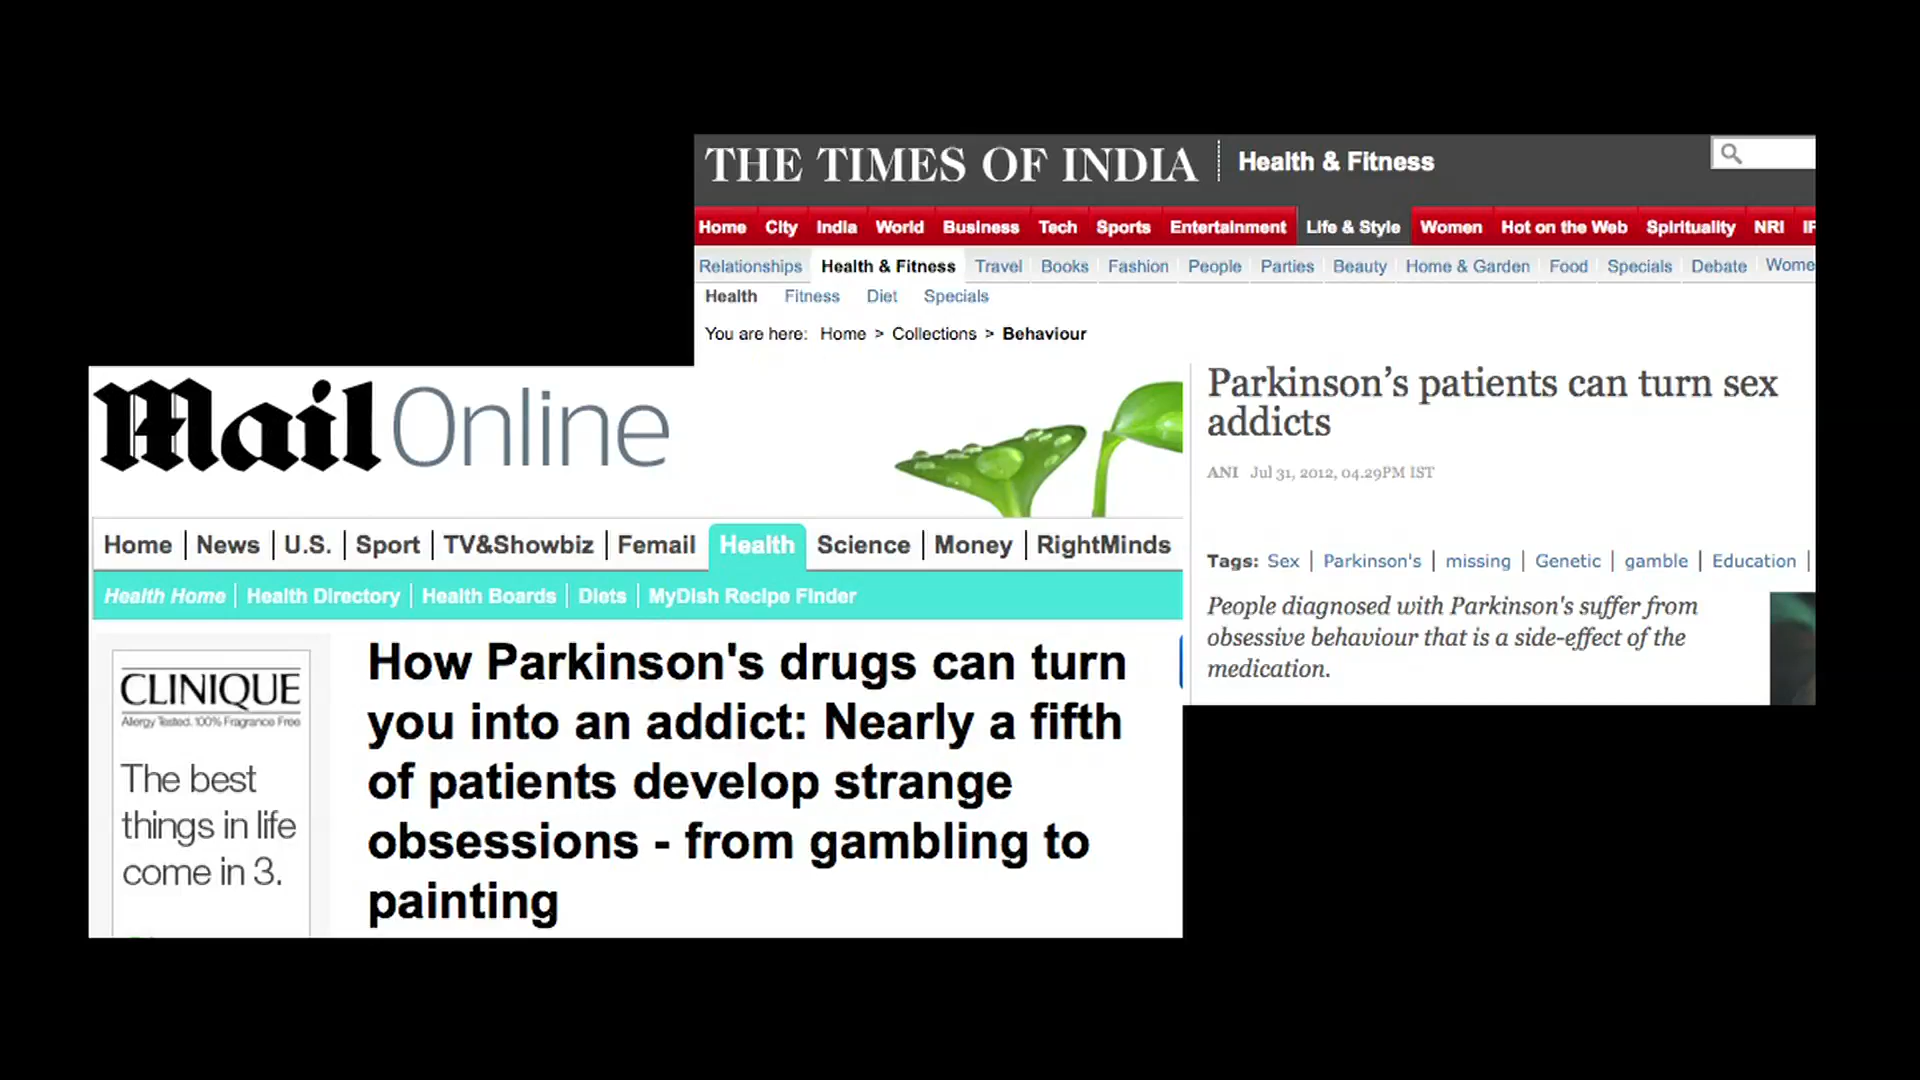 THE TIMES OF INDIA
Health & Fitness
Home City India World Business Tech Sports Entertainment Life & Style Women Hot on the Web Spirituality NRI
Relationships Health & Fitness Travel Books Fashion People Parties Beauty Home & Garden Food Specials Debate
Health Fitness Diet Specials
You are here: Home > Collections > Behaviour
Parkinson's patients can turn sex
addicts
ANI Jul 31, 2012, 04.29PM IST
Tags: Sex | Parkinson's | missing | Genetic | gamble | Education |
People diagnosed with Parkinson's suffer from
obsessive behaviour that is a side-effect of the
medication.
Mail Online
Home | News | U.S. | Sport | TV&Showbiz | Femail Health Science | Money | RightMinds
Health Home | Health Directory | Health Boards | Diets | MyDish Recipe Finder
CLINIQUE
Allergy Tested. 100% Fragrance Free
The best
things in life
come in 3.
How Parkinson's drugs can turn
you into an addict: Nearly a fifth
of patients develop strange
obsessions - from gambling to
painting